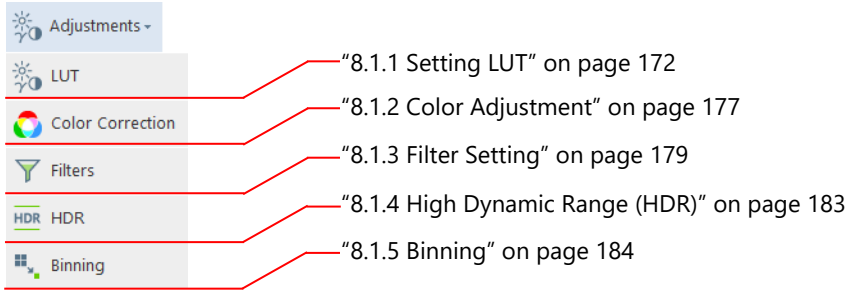 Adjustments
LUT
"8.1.1 Setting LUT" on page 172
Color Correction
"8.1.2 Color Adjustment" on page 177
Filters
"8.1.3 Filter Setting" on page 179
HDR HDR
"8.1.4 High Dynamic Range (HDR)" on page 183
Binning
"8.1.5 Binning" on page 184